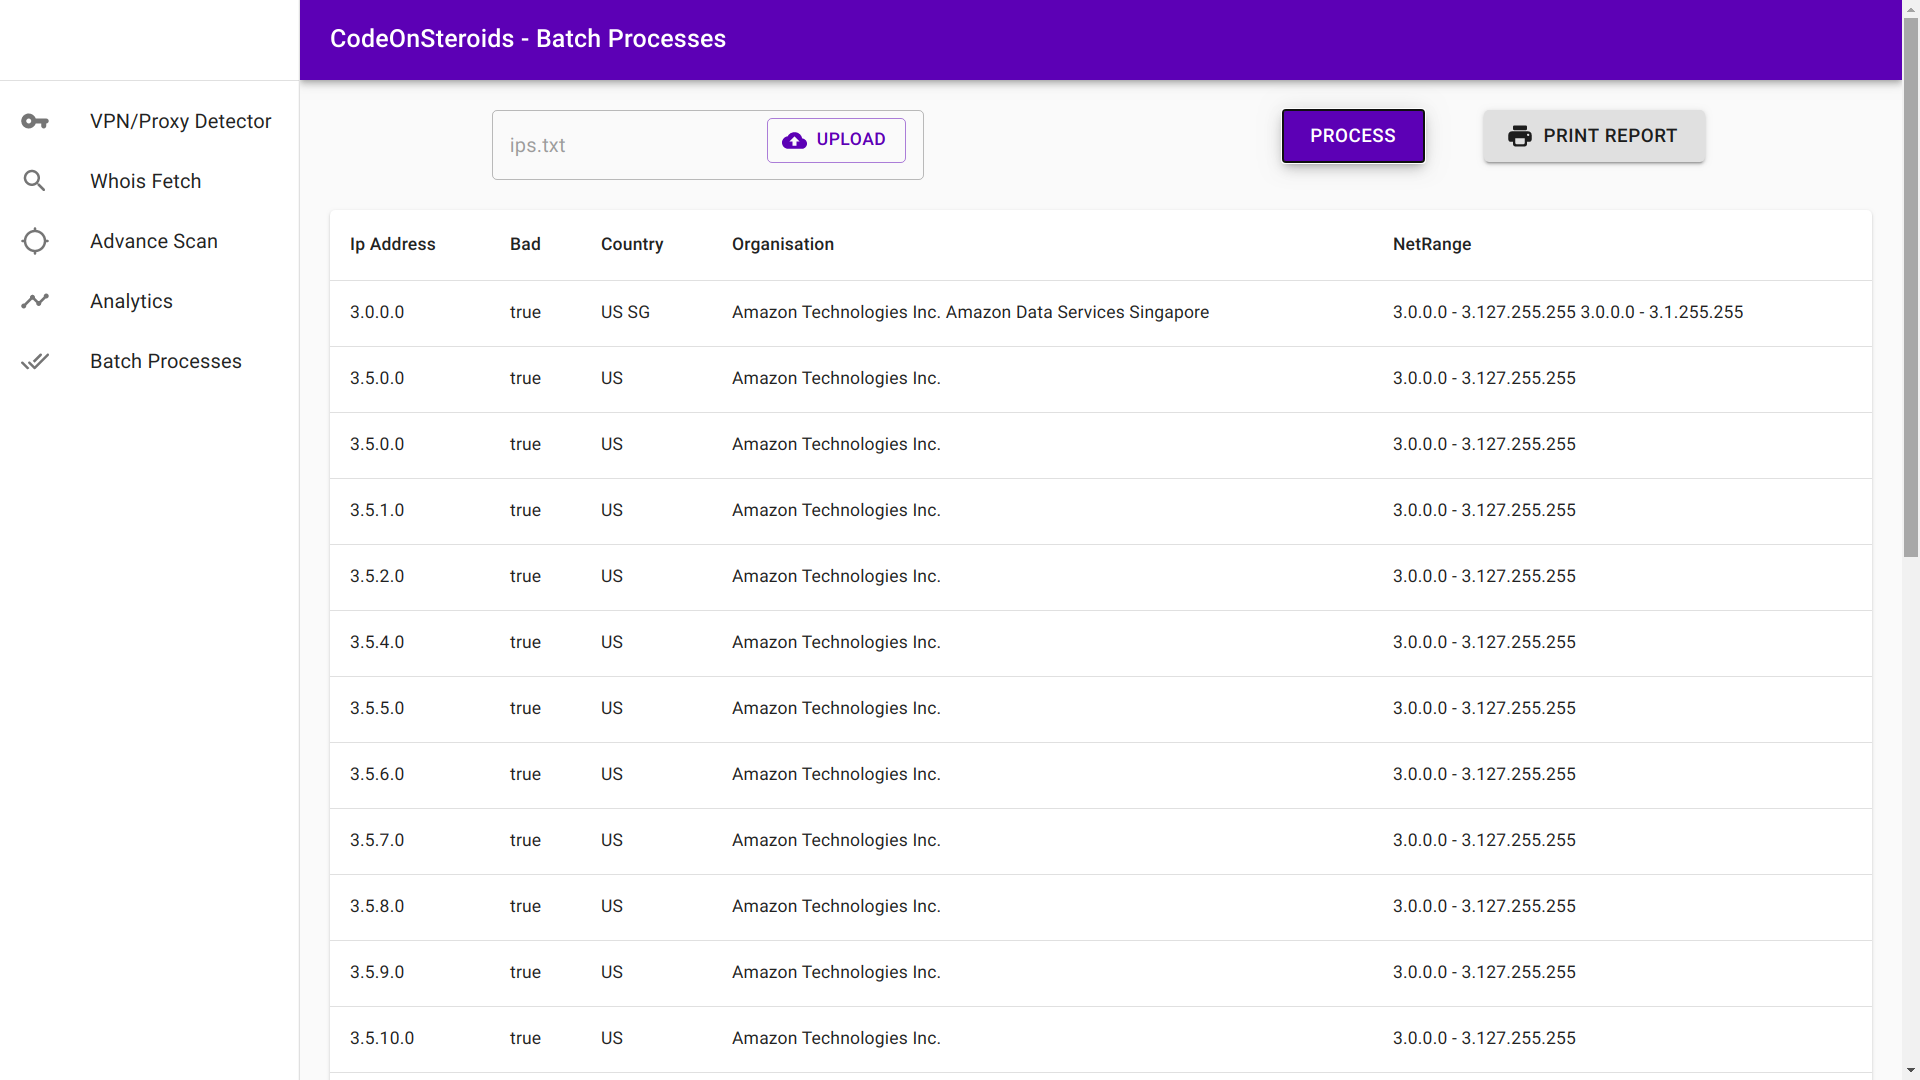 CodeOnSteroids - Batch Processes
VPN/Proxy Detector
Whois Fetch
Advance Scan
Analytics
Batch Processes
ips.txt UPLOAD PROCESS PRINT REPORT
Ip Address Bad Country Organisation NetRange
3.0.0.0 true US SG Amazon Technologies Inc. Amazon Data Services Singapore 3.0.0.0 - 3.127.255.255 3.0.0.0 - 3.1.255.255
3.5.0.0 true US Amazon Technologies Inc. 3.0.0.0 - 3.127.255.255
3.5.0.0 true US Amazon Technologies Inc. 3.0.0.0 - 3.127.255.255
3.5.1.0 true US Amazon Technologies Inc. 3.0.0.0 - 3.127.255.255
3.5.2.0 true US Amazon Technologies Inc. 3.0.0.0 - 3.127.255.255
3.5.4.0 true US Amazon Technologies Inc. 3.0.0.0 - 3.127.255.255
3.5.5.0 true US Amazon Technologies Inc. 3.0.0.0 - 3.127.255.255
3.5.6.0 true US Amazon Technologies Inc. 3.0.0.0 - 3.127.255.255
3.5.7.0 true US Amazon Technologies Inc. 3.0.0.0 - 3.127.255.255
3.5.8.0 true US Amazon Technologies Inc. 3.0.0.0 - 3.127.255.255
3.5.9.0 true US Amazon Technologies Inc. 3.0.0.0 - 3.127.255.255
3.5.10.0 true US Amazon Technologies Inc. 3.0.0.0 - 3.127.255.255